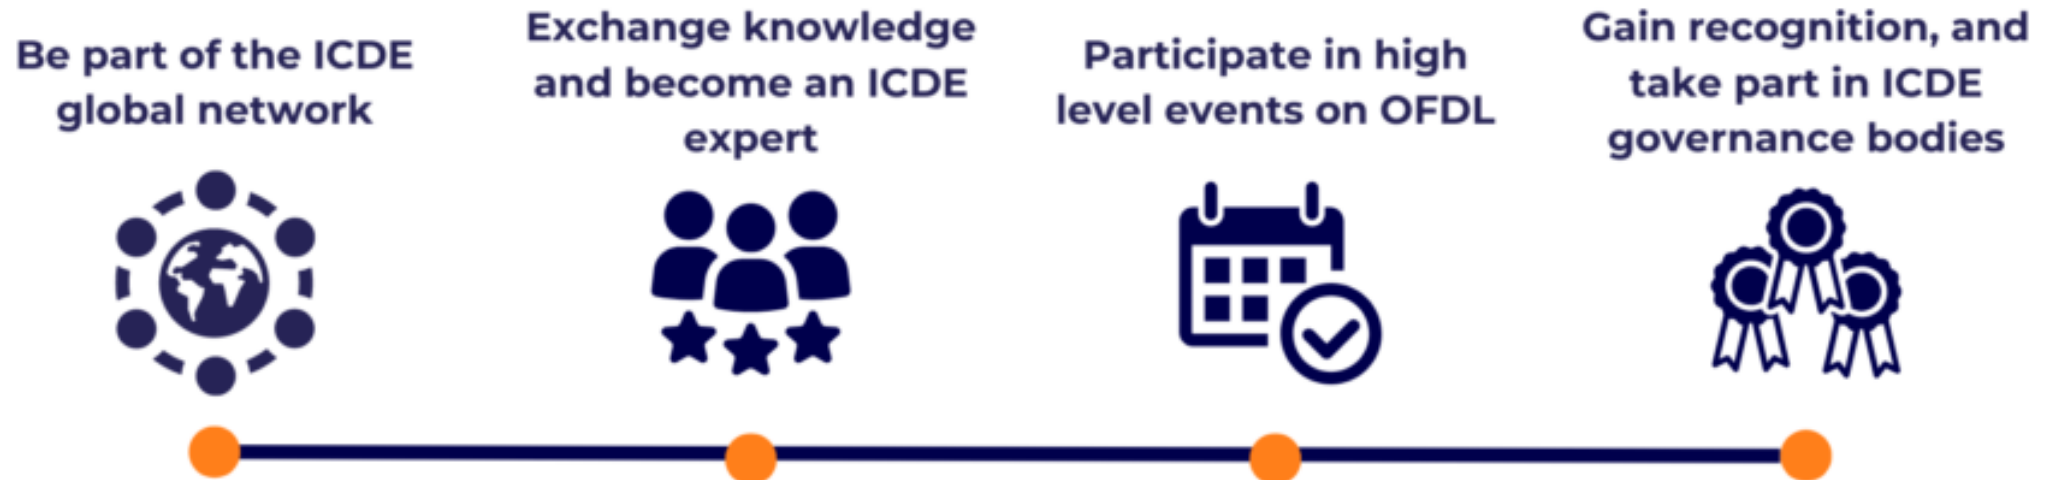 Be part of the ICDE
global network
Exchange knowledge
and become an ICDE
expert
Participate in high
level events on OFDL
Gain recognition, and
take part in ICDE
governance bodies